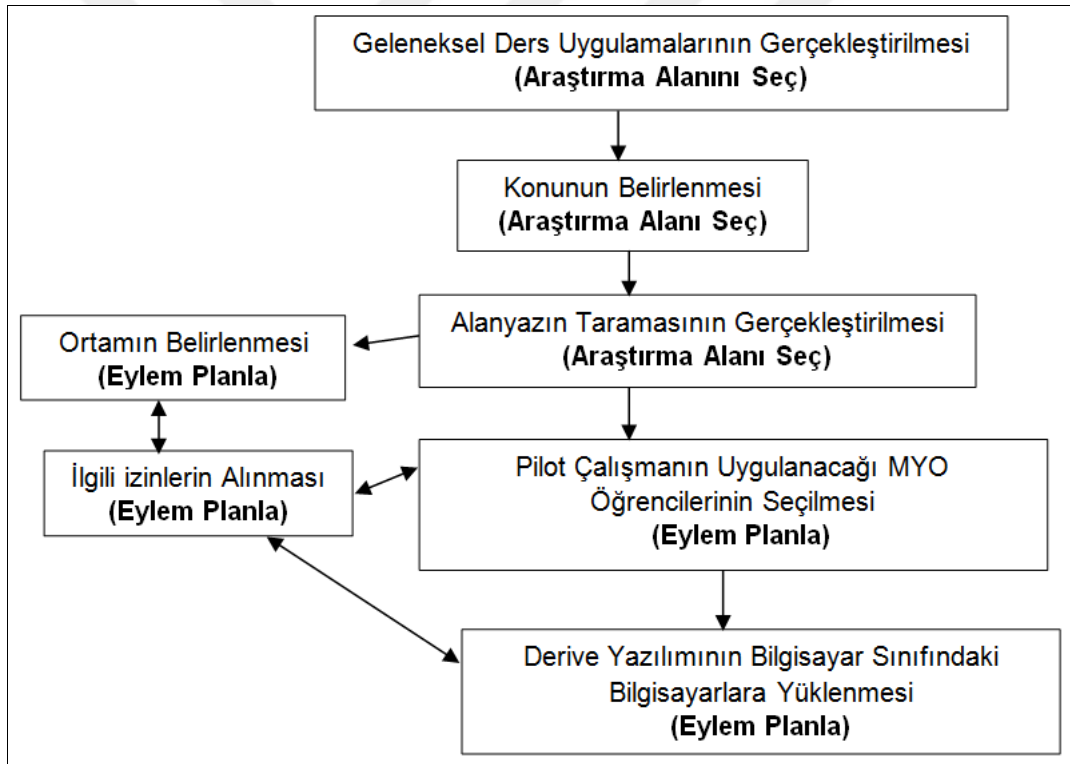 Geleneksel Ders Uygulamalarının Gerçekleştirilmesi
(Araştırma Alanını Seç)
Konunun Belirlenmesi
(Araştırma Alanı Seç)
Alanyazın Taramasının Gerçekleştirilmesi
(Araştırma Alanı Seç)
Ortamın Belirlenmesi
(Eylem Planla)
İlgili izinlerin Alınması
(Eylem Planla)
Pilot Çalışmanın Uygulanacağı MYO
Öğrencilerinin Seçilmesi
(Eylem Planla)
Derive Yazılımının Bilgisayar Sınıfındaki
Bilgisayarlara Yüklenmesi
(Eylem Planla)